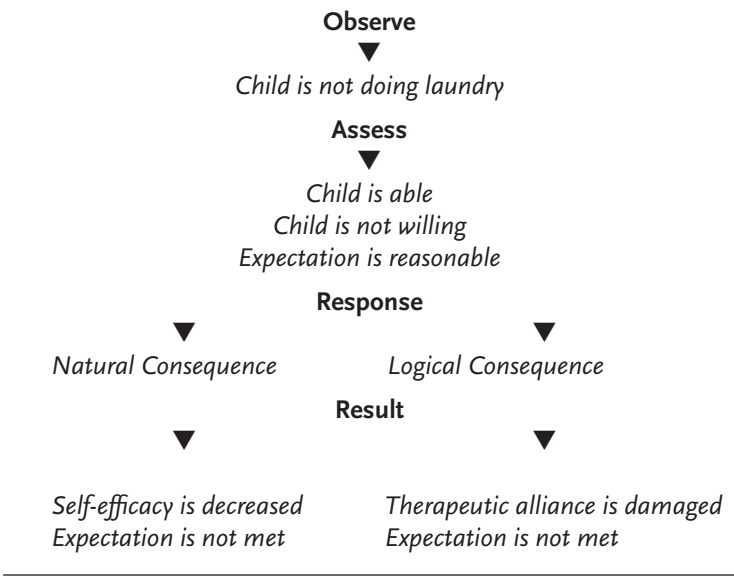 Observe
Child is not doing laundry
Assess
Child is able
Child is not willing
Expectation is reasonable
Response
Natural Consequence
Logical Consequence
Result
Self-efficacy is decreased
Expectation is not met
Therapeutic alliance is damaged
Expectation is not met